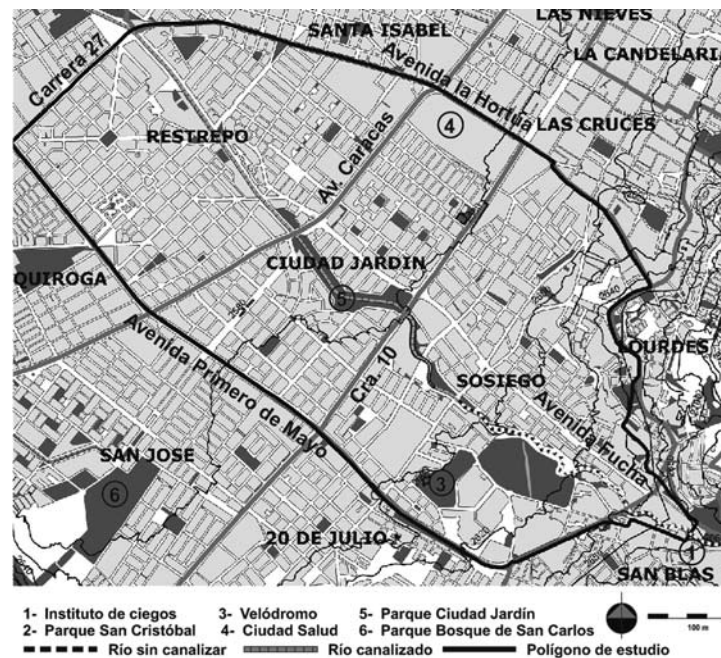 SANTA ISABEL
LAS NIEVES
LA CANDELARIA
Carrera 27
Avenida la Hortúa
RESTREPO
4
LAS CRUCES
Av. Caracas
QUIROGA
CIUDAD JARDIN
5
LOURDES
Avenida Primero de Mayo
Cra. 10
SOSIEGO
Avenida Fucha
SAN JOSE
6
3
20 DE JULIO
1
SAN BLAS
1- Instituto de ciegos 3- Velódromo 5- Parque Ciudad Jardín
2- Parque San Cristóbal 4- Ciudad Salud 6- Parque Bosque de San Carlos
Río sin canalizar Río canalizado Polígono de estudio
100 m